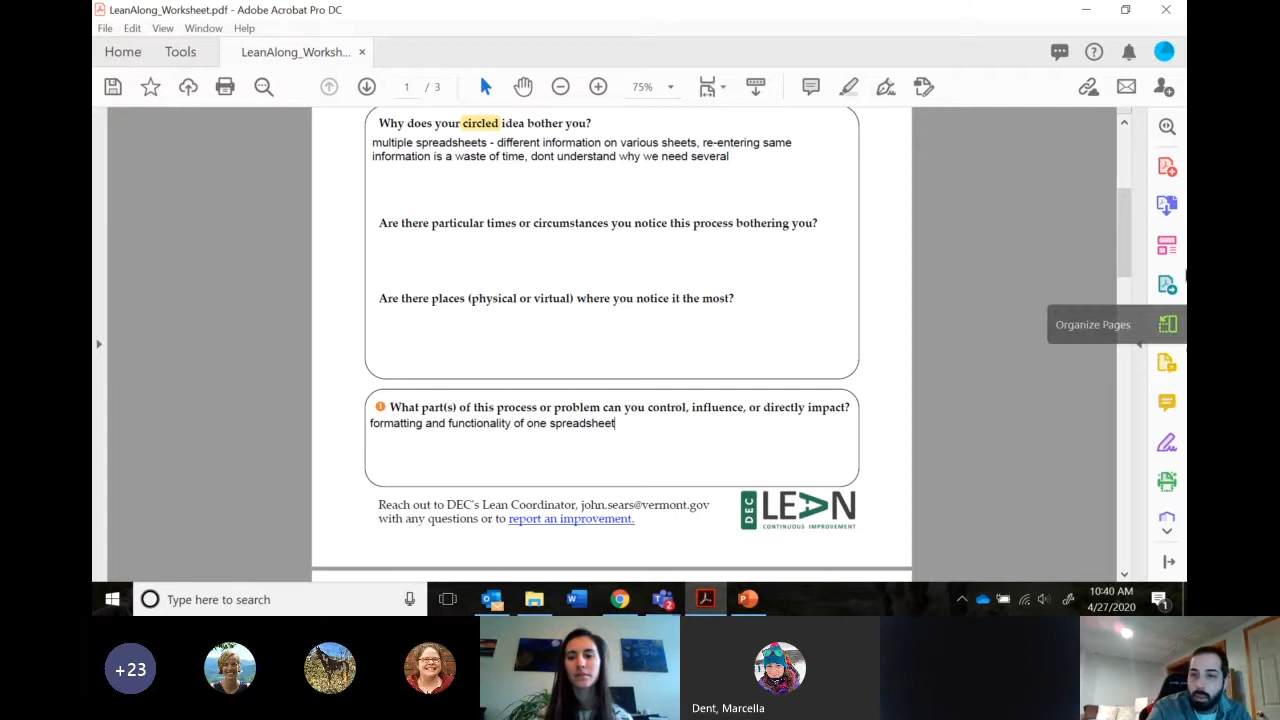 LeanAlong_Worksheet.pdf - Adobe Acrobat Pro DC
File Edit View Window Help
Home Tools LeanAlong_Worksh... ×
1 / 3 75%
Why does your circled idea bother you?
multiple spreadsheets - different information on various sheets, re-entering same
information is a waste of time, dont understand why we need several
Are there particular times or circumstances you notice this process bothering you?
Are there places (physical or virtual) where you notice it the most?
Organize Pages
What part(s) of this process or problem can you control, influence, or directly impact?
formatting and functionality of one spreadsheet
Reach out to DEC's Lean Coordinator, john.sears@vermont.gov
with any questions or to report an improvement.
DEC LEAN
CONTINUOUS IMPROVEMENT
Type here to search
2
10:40 AM
4/27/2020
1
+23
Dent, Marcella